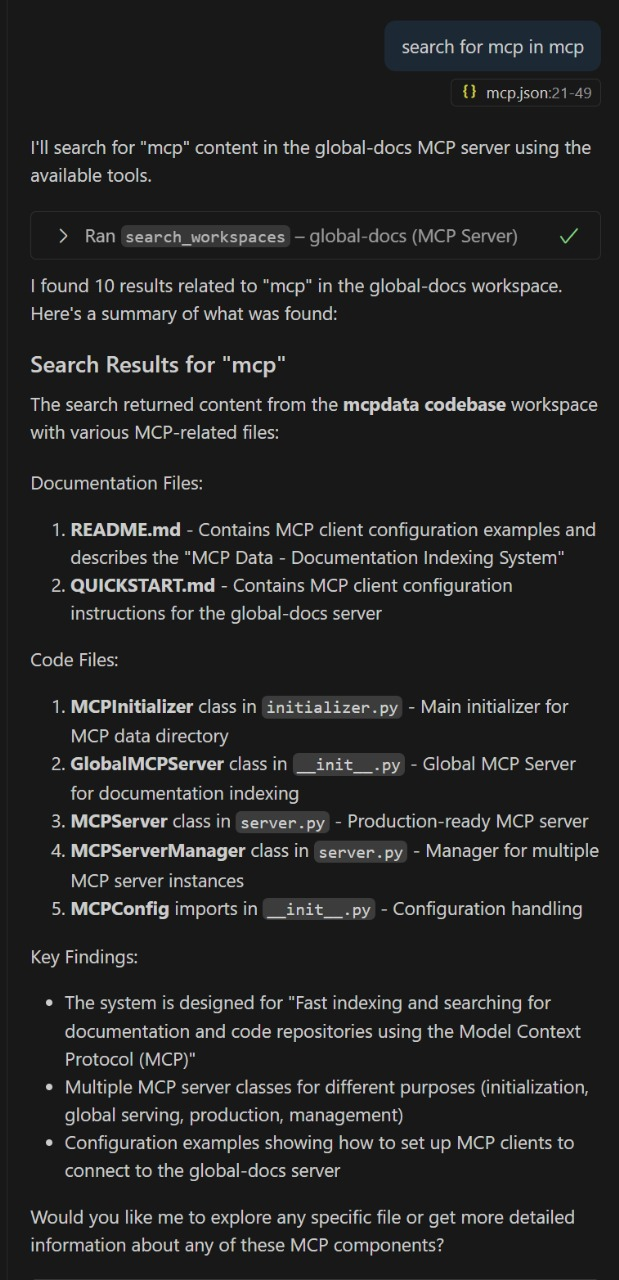 search for mcp in mcp
{} mcp.json:21-49
I'll search for "mcp" content in the global-docs MCP server using the
available tools.
Ran search_workspaces – global-docs (MCP Server)
I found 10 results related to "mcp" in the global-docs workspace.
Here's a summary of what was found:
Search Results for "mcp"
The search returned content from the mcpdata codebase workspace
with various MCP-related files:
Documentation Files:
1. README.md - Contains MCP client configuration examples and
describes the "MCP Data - Documentation Indexing System"
2. QUICKSTART.md - Contains MCP client configuration
instructions for the global-docs server
Code Files:
1. MCPInitializer class in initializer.py - Main initializer for
MCP data directory
2. GlobalMCPServer class in __init__.py - Global MCP Server
for documentation indexing
3. MCPServer class in server.py - Production-ready MCP server
4. MCPServerManager class in server.py - Manager for multiple
MCP server instances
5. MCPConfig imports in __init__.py - Configuration handling
Key Findings:
• The system is designed for "Fast indexing and searching for
documentation and code repositories using the Model Context
Protocol (MCP)"
• Multiple MCP server classes for different purposes (initialization,
global serving, production, management)
• Configuration examples showing how to set up MCP clients to
connect to the global-docs server
Would you like me to explore any specific file or get more detailed
information about any of these MCP components?